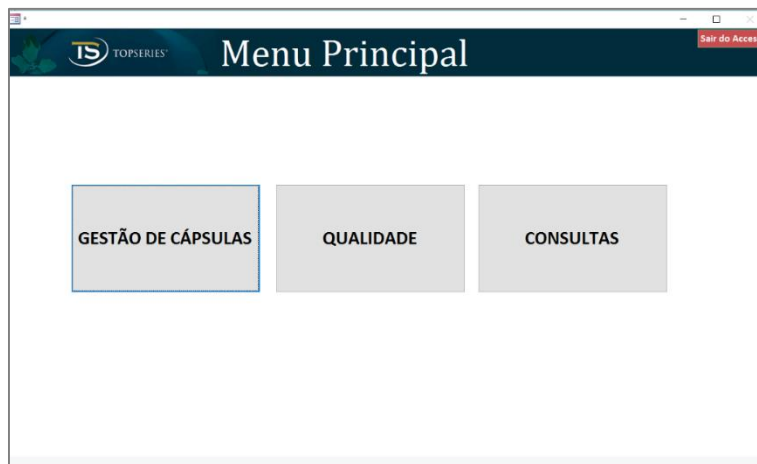 TS TOPSERIES®
Menu Principal
Sair do Acces
GESTÃO DE CÁPSULAS
QUALIDADE
CONSULTAS